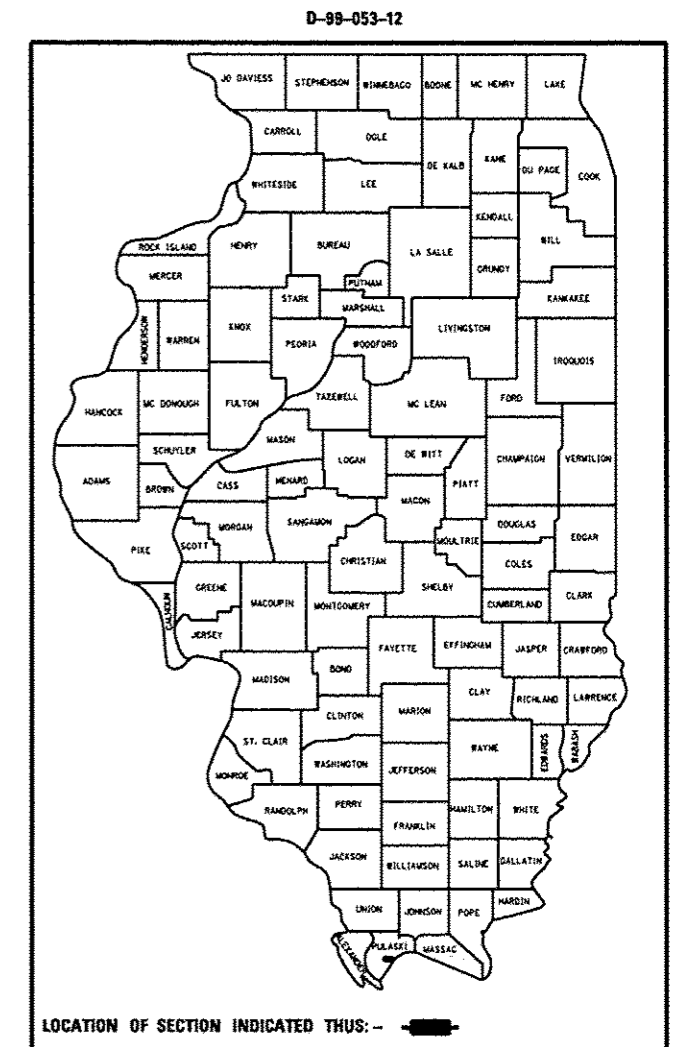 D-99-053-12
JO DAVIESS STEPHENSON WINNEBAGO BOONE MC HENRY LAKE
CARROLL OGLE DE KALB KANE DU PAGE COOK
WHITESIDE LEE KENDALL WILL
ROCK ISLAND HENRY BUREAU LA SALLE GRUNDY
MERCER PUTNAM KANKAKEE
HENDERSON WARREN KNOX STARK MARSHALL LIVINGSTON
PEORIA WOODFORD IROQUOIS
HANCOCK MC DONOUGH FULTON TAZEWELL MC LEAN FORD
SCHUYLER MASON LOGAN DE WITT CHAMPAIGN VERMILION
ADAMS BROWN CASS MENARD PIATT
MACON
PIKE SCOTT MORGAN SANGAMON MOULTRIE DOUGLAS EDGAR
CHRISTIAN COLES
CALHOUN GREENE MACOUPIN MONTGOMERY SHELBY CUMBERLAND CLARK
JERSEY FAYETTE EFFINGHAM JASPER CRAWFORD
MADISON BOND CLAY RICHLAND LAWRENCE
CLINTON MARION
ST. CLAIR WAYNE EDWARDS WABASH
MONROE WASHINGTON JEFFERSON
RANDOLPH PERRY HAMILTON WHITE
FRANKLIN
JACKSON WILLIAMSON SALINE GALLATIN
UNION JOHNSON POPE HARDIN
ALEXANDER PULASKI MASSAC
LOCATION OF SECTION INDICATED THUS: -